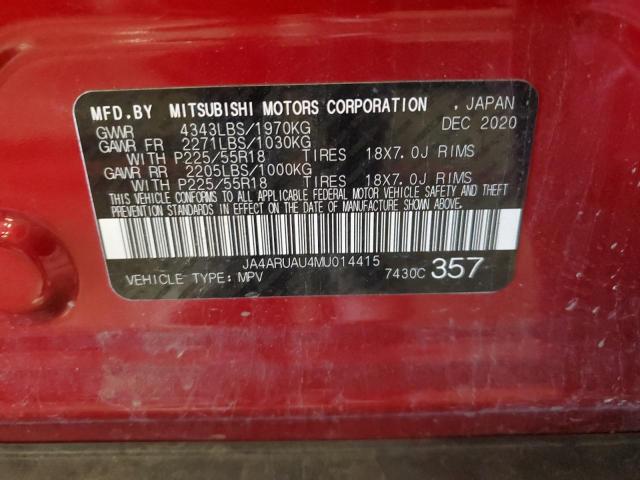 MFD.BY MITSUBISHI MOTORS CORPORATION , JAPAN
GVWR 4343LBS/1970KG DEC 2020
GAWR FR 2271LBS/1030KG
WITH P225/55R18 TIRES 18X7.0J RIMS
GAWR RR 2205LBS/1000KG
WITH P225/55R18 TIRES 18X7.0J RIMS
THIS VEHICLE CONFORMS TO ALL APPLICABLE FEDERAL MOTOR VEHICLE SAFETY AND THEFT
PREVENTION STANDARDS IN EFFECT ON THE DATE OF MANUFACTURE SHOWN ABOVE.
JA4ARUAU4MU014415
VEHICLE TYPE: MPV 7430C 357